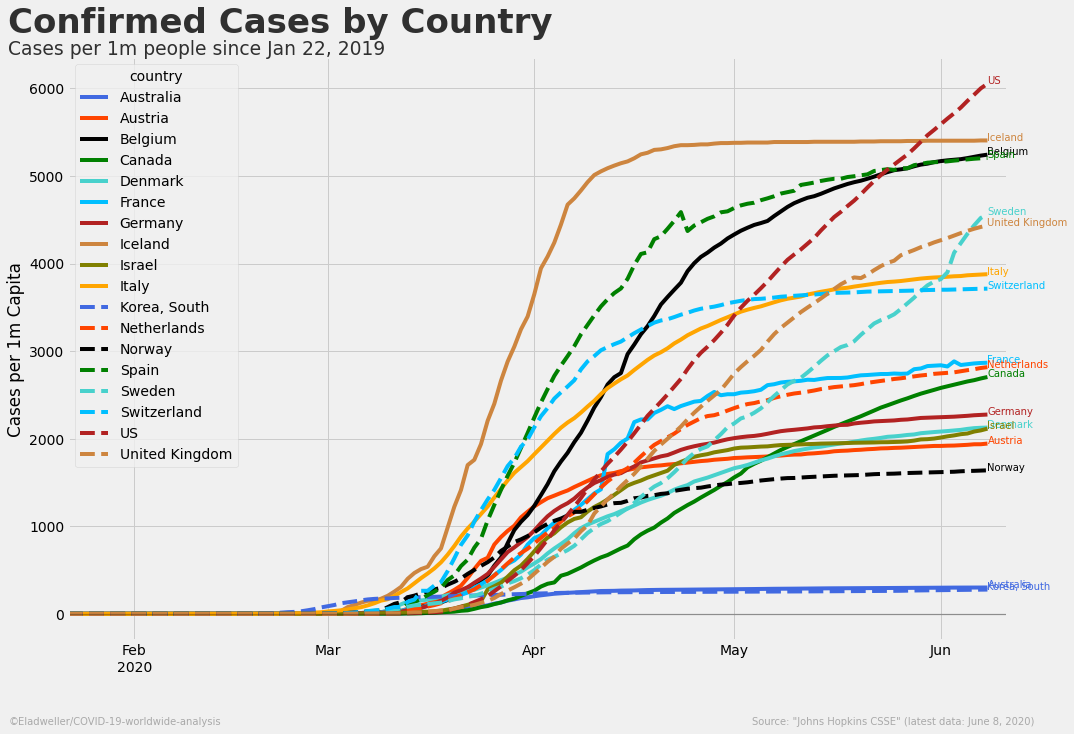 Confirmed Cases by Country
Cases per 1m people since Jan 22, 2019
country
Australia
Austria
Belgium
Canada
Denmark
France
Germany
Iceland
Israel
Italy
Korea, South
Netherlands
Norway
Spain
Sweden
Switzerland
US
United Kingdom
Cases per 1m Capita
6000
5000
4000
3000
2000
1000
0
US
Iceland
Belgium
Spain
Sweden
United Kingdom
Italy
Switzerland
France
Netherlands
Canada
Germany
Denmark
Israel
Austria
Norway
Australia
Korea, South
Feb
2020
Mar
Apr
May
Jun
©Eladweller/COVID-19-worldwide-analysis
Source: "Johns Hopkins CSSE" (latest data: June 8, 2020)